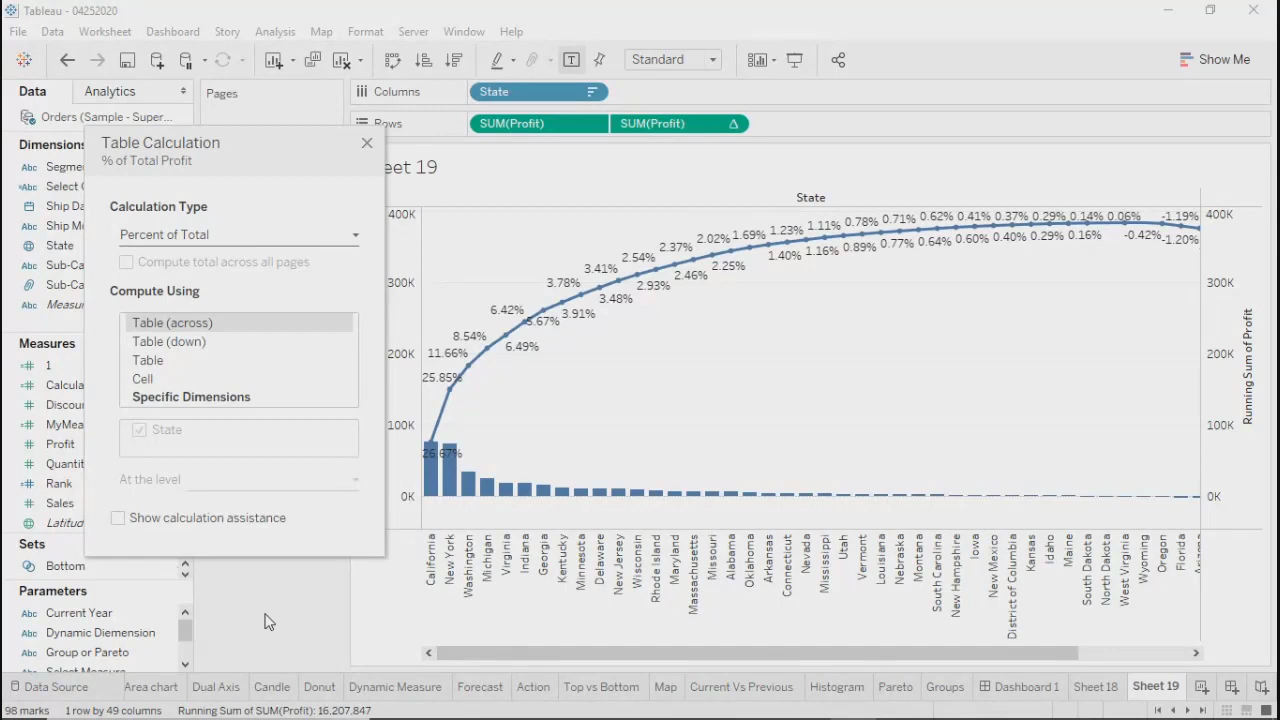 Tableau - 04252020
File Data Worksheet Dashboard Story Analysis Map Format Server Window Help
Standard
Show Me
Data Analytics
Pages
Columns State
Orders (Sample - Super...
Rows SUM(Profit) SUM(Profit)
Dimensions
Segme
Select
Ship Da
Ship Mo
State
Sub-Ca
Sub-Ca
Measur
Measures
1
Calcula
Discou
MyMea
Profit
Quantit
Rank
Sales
Latitud
Sets
Bottom
Parameters
Current Year
Dynamic Diemension
Group or Pareto
Select Measure
Table Calculation
% of Total Profit
Calculation Type
Percent of Total
Compute total across all pages
Compute Using
Table (across)
Table (down)
Table
Cell
Specific Dimensions
State
At the level
Show calculation assistance
eet 19
State
400K
300K
200K
100K
0K
26.67%
25.85%
11.66%
8.54%
6.49%
6.42%
5.67%
3.78%
3.91%
3.41%
3.48%
2.54%
2.93%
2.37%
2.46%
2.02%
2.25%
1.69%
1.23%
1.40%
1.11%
1.16%
0.78%
0.89%
0.71%
0.77%
0.62%
0.64%
0.41%
0.60%
0.37%
0.40%
0.29%
0.29%
0.14%
0.16%
0.06%
-0.42%
-1.19%
-1.20%
400K
300K
200K
100K
0K
Running Sum of Profit
California
New York
Washington
Michigan
Virginia
Indiana
Georgia
Kentucky
Minnesota
Delaware
New Jersey
Wisconsin
Rhode Island
Maryland
Massachusetts
Missouri
Alabama
Oklahoma
Arkansas
Connecticut
Nevada
Mississippi
Utah
Vermont
Louisiana
Nebraska
Montana
South Carolina
New Hampshire
Iowa
New Mexico
District of Columbia
Kansas
Idaho
Maine
South Dakota
North Dakota
West Virginia
Wyoming
Oregon
Florida
Arizona
Data Source Area chart Dual Axis Candle Donut Dynamic Measure Forecast Action Top vs Bottom Map Current Vs Previous Histogram Pareto Groups Dashboard 1 Sheet 18 Sheet 19
98 marks 1 row by 49 columns Running Sum of SUM(Profit): 16,207,847